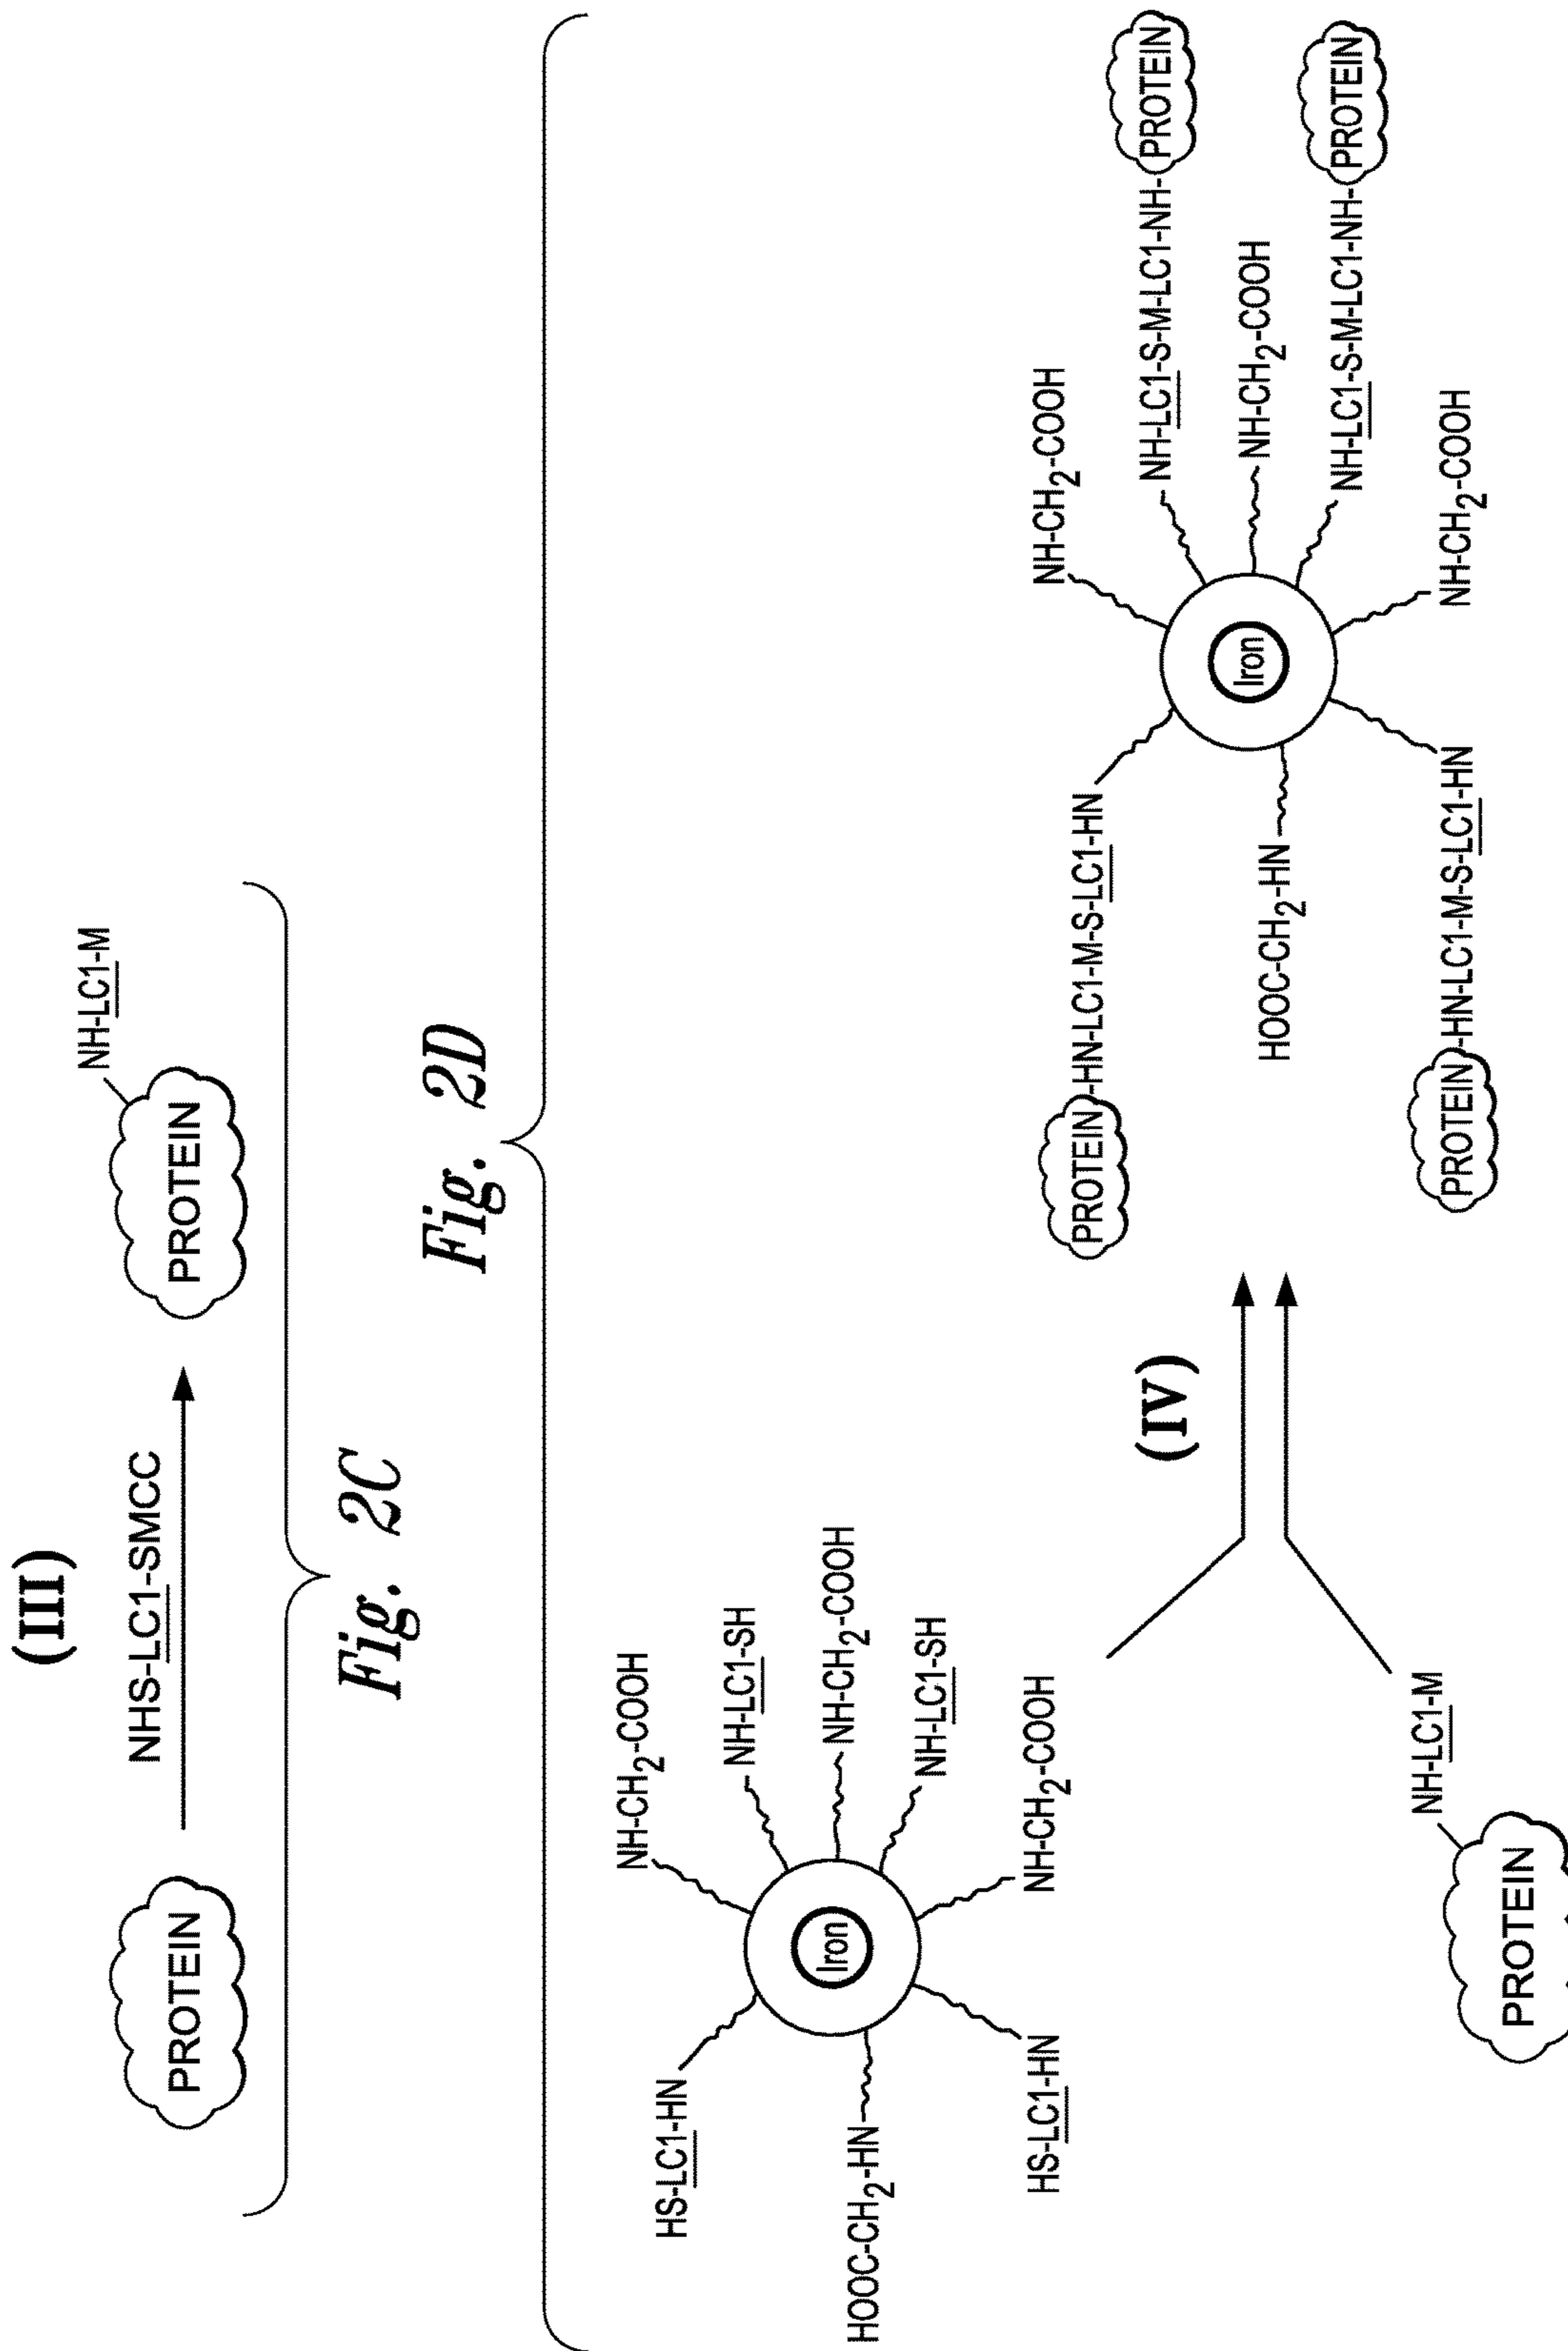 (III)
PROTEIN
NHS-LC1-SMCC
PROTEIN
NH-LC1-M
Fig. 2C
Fig. 2D
NH-CH2-COOH
HS-LC1-HN
NH-LC1-SH
HOOC-CH2-HN
Iron
NH-CH2-COOH
NH-LC1-SH
HS-LC1-HN
NH-CH2-COOH
PROTEIN
NH-LC1-M
(IV)
NH-CH2-COOH
PROTEIN-HN-LC1-M-S-LC1-HN
NH-LC1-S-M-LC1-NH-PROTEIN
HOOC-CH2-HN
Iron
NH-CH2-COOH
NH-LC1-S-M-LC1-NH-PROTEIN
PROTEIN-HN-LC1-M-S-LC1-HN
NH-CH2-COOH